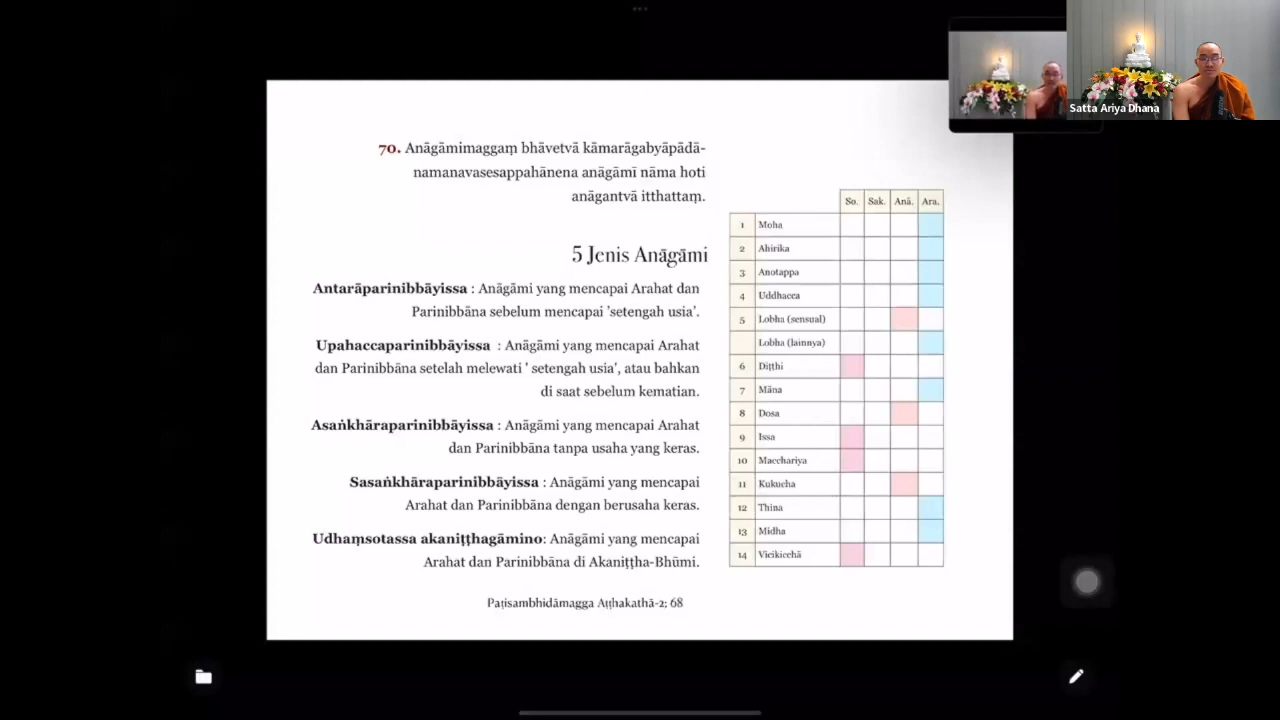 Satta Ariya Dhana
70. Anāgāmimaggaṃ bhāvetvā kāmarāgabyāpādā-
namanavasesappahānena anāgāmī nāma hoti
anāgantvā itthattaṃ.
5 Jenis Anāgāmi
Antarāparinibbāyissa : Anāgāmi yang mencapai Arahat dan
Parinibbāna sebelum mencapai 'setengah usia'.
Upahaccaparinibbāyissa : Anāgāmi yang mencapai Arahat
dan Parinibbāna setelah melewati ' setengah usia', atau bahkan
di saat sebelum kematian.
Asaṅkhāraparinibbāyissa : Anāgāmi yang mencapai Arahat
dan Parinibbāna tanpa usaha yang keras.
Sasaṅkhāraparinibbāyissa : Anāgāmi yang mencapai
Arahat dan Parinibbāna dengan berusaha keras.
Udhaṃsotassa akaniṭṭhagāmino: Anāgāmi yang mencapai
Arahat dan Parinibbāna di Akaniṭṭha-Bhūmi.
Paṭisambhidāmagga Aṭṭhakathā-2; 68
So. Sak. Anā. Ara.
1 Moha
2 Ahirika
3 Anotappa
4 Uddhacca
5 Lobha (sensual)
Lobha (lainnya)
6 Diṭṭhi
7 Māna
8 Dosa
9 Issa
10 Macchariya
11 Kukucha
12 Thina
13 Midha
14 Vicikicchā